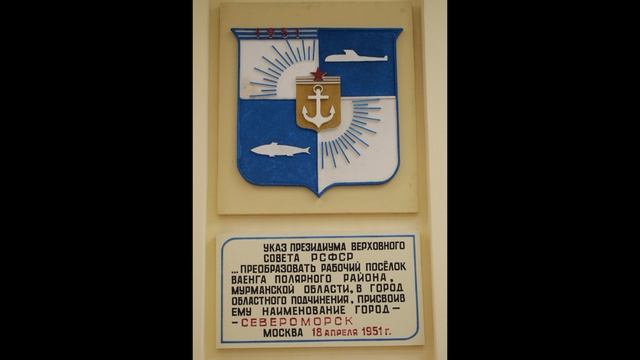 1951
УКАЗ ПРЕЗИДИУМА ВЕРХОВНОГО
СОВЕТА РСФСР
...ПРЕОБРАЗОВАТЬ РАБОЧИЙ ПОСЁЛОК
ВАЕНГА ПОЛЯРНОГО РАЙОНА,
МУРМАНСКОЙ ОБЛАСТИ, В ГОРОД
ОБЛАСТНОГО ПОДЧИНЕНИЯ, ПРИСВОИВ
ЕМУ НАИМЕНОВАНИЕ ГОРОД —
- СЕВЕРОМОРСК
МОСКВА 18 АПРЕЛЯ 1951 г.